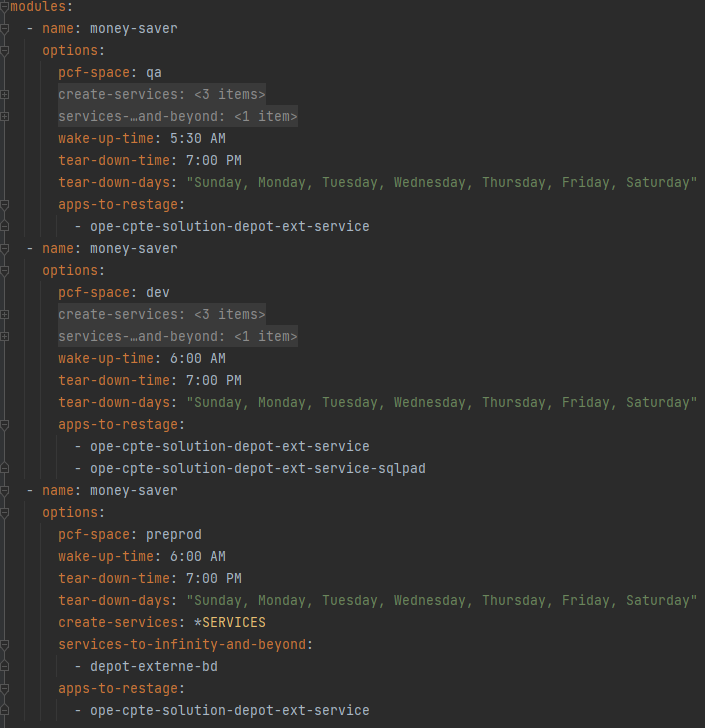 modules:
- name: money-saver
options:
pcf-space: qa
create-services: <3 items>
services-…and-beyond: <1 item>
wake-up-time: 5:30 AM
tear-down-time: 7:00 PM
tear-down-days: "Sunday, Monday, Tuesday, Wednesday, Thursday, Friday, Saturday"
apps-to-restage:
- ope-cpte-solution-depot-ext-service
- name: money-saver
options:
pcf-space: dev
create-services: <3 items>
services-…and-beyond: <1 item>
wake-up-time: 6:00 AM
tear-down-time: 7:00 PM
tear-down-days: "Sunday, Monday, Tuesday, Wednesday, Thursday, Friday, Saturday"
apps-to-restage:
- ope-cpte-solution-depot-ext-service
- ope-cpte-solution-depot-ext-service-sqlpad
- name: money-saver
options:
pcf-space: preprod
wake-up-time: 6:00 AM
tear-down-time: 7:00 PM
tear-down-days: "Sunday, Monday, Tuesday, Wednesday, Thursday, Friday, Saturday"
create-services: *SERVICES
services-to-infinity-and-beyond:
- depot-externe-bd
apps-to-restage:
- ope-cpte-solution-depot-ext-service